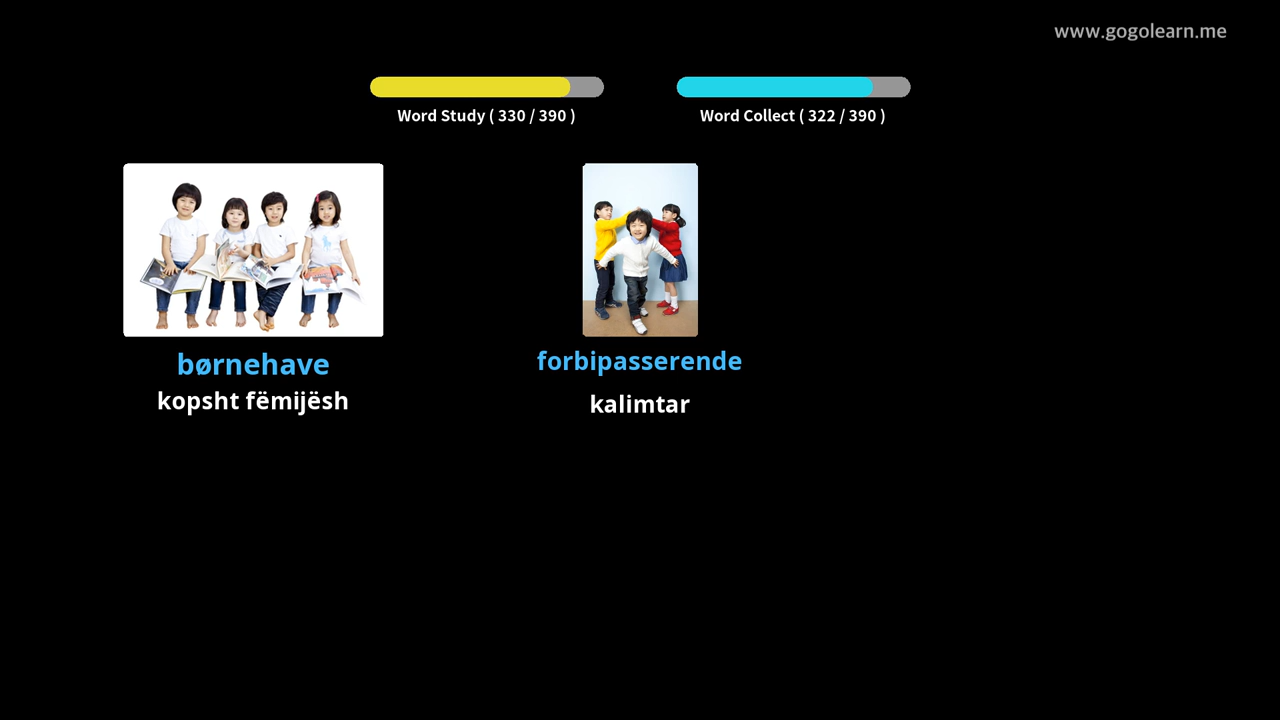 www.gogolearn.me
Word Study ( 330 / 390 )
Word Collect ( 322 / 390 )
børnehave
kopsht fëmijësh
forbipasserende
kalimtar